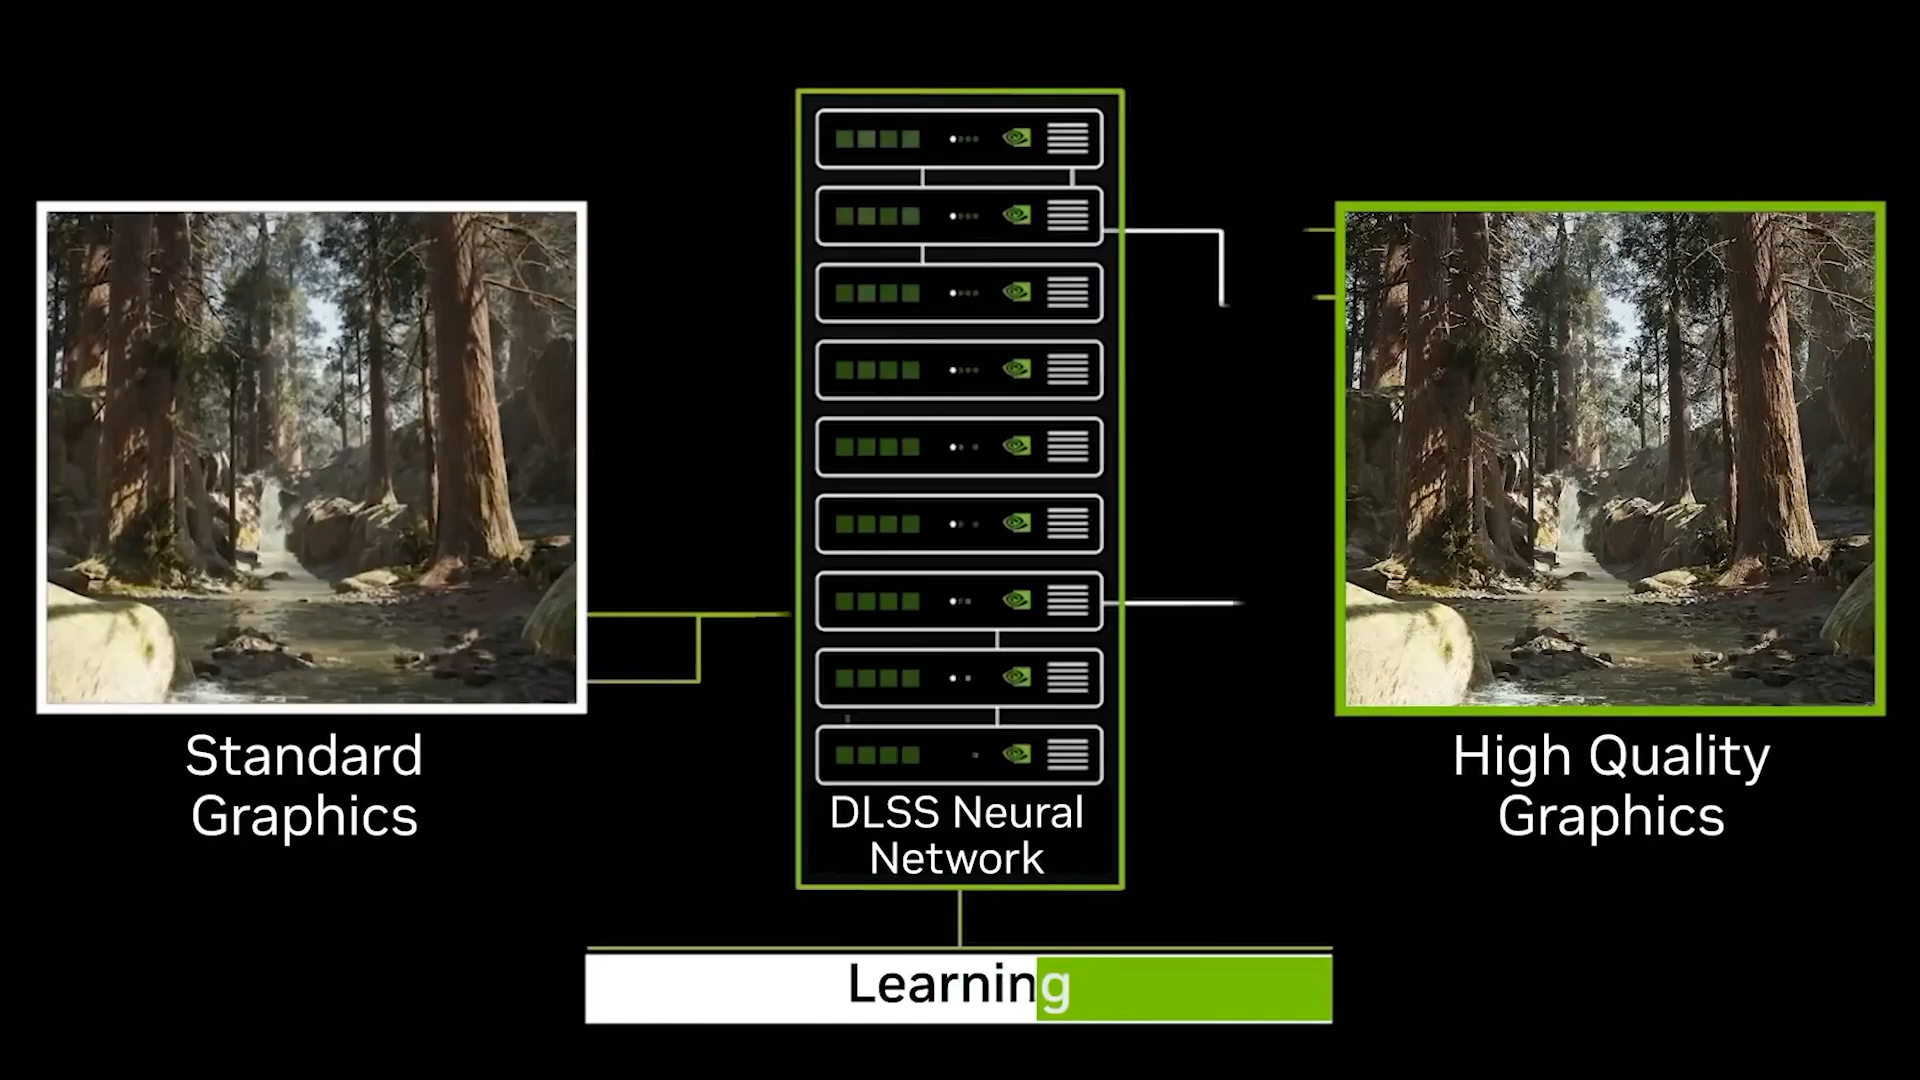 Standard
Graphics
DLSS Neural
Network
High Quality
Graphics
Learning